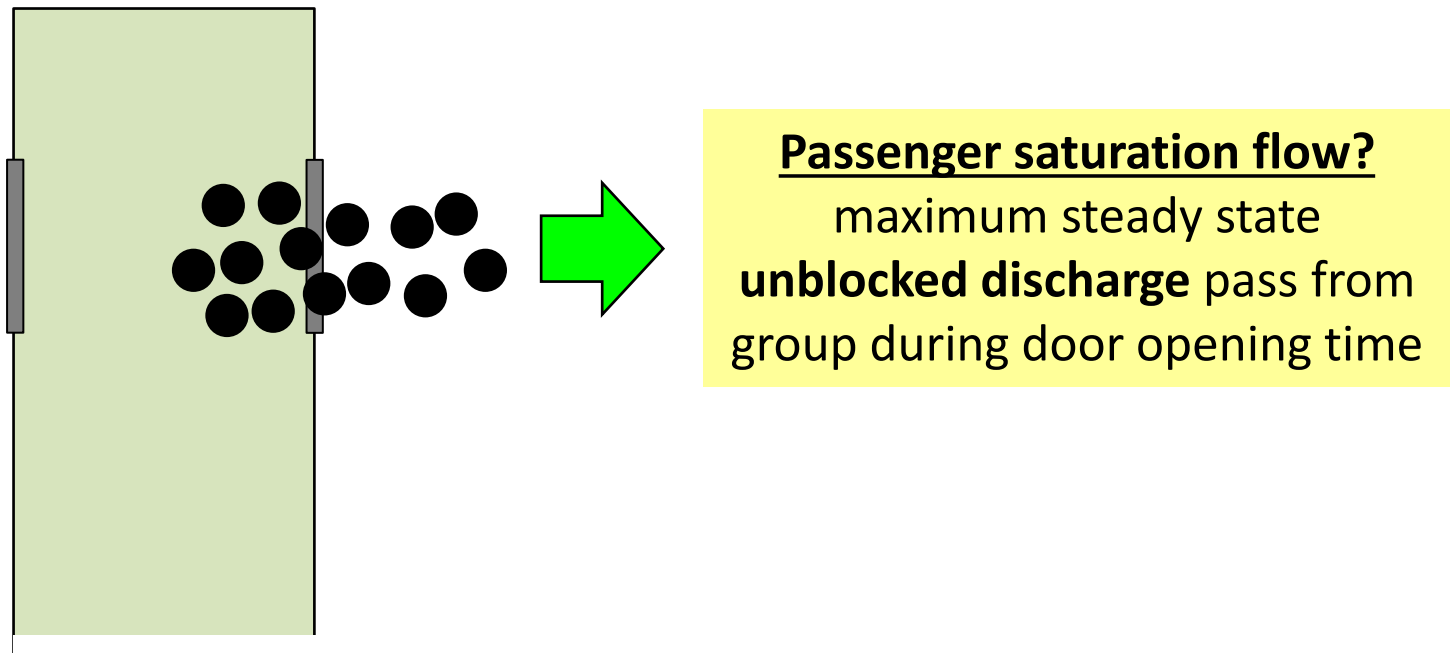 Passenger saturation flow?
maximum steady state
unblocked discharge pass from
group during door opening time